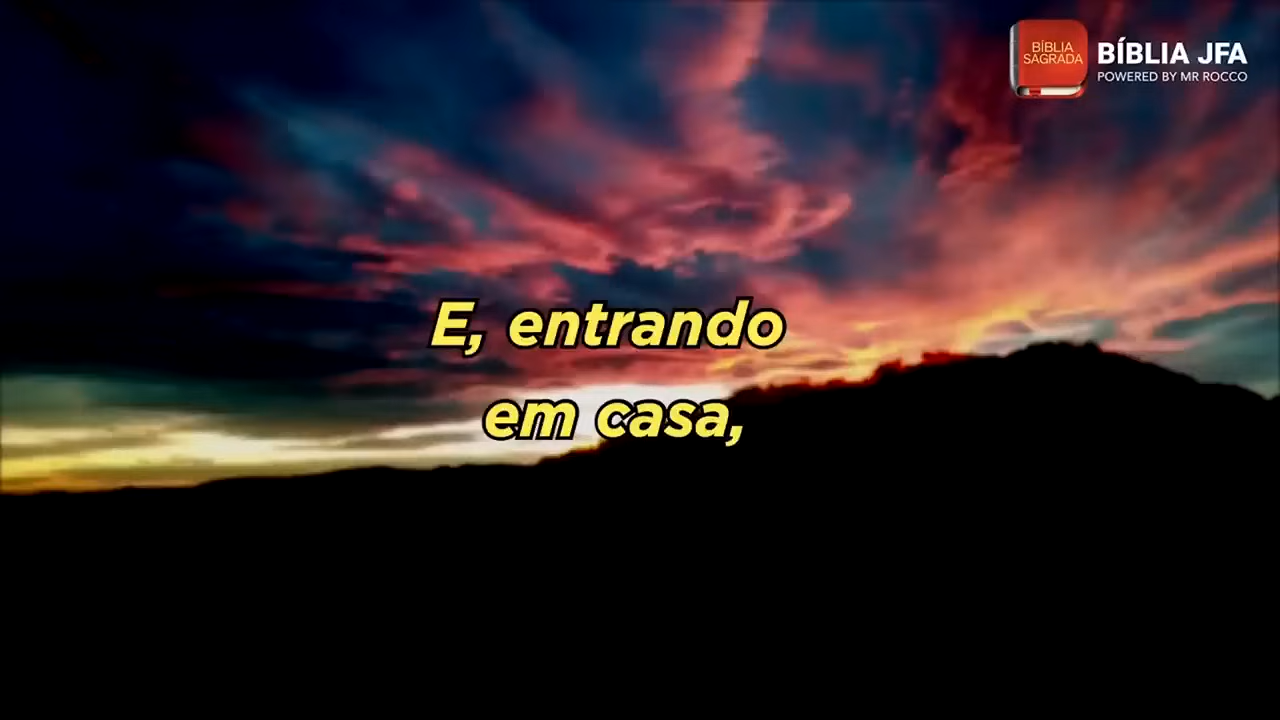 BÍBLIA
SAGRADA
BÍBLIA JFA
POWERED BY MR ROCCO
E, entrando
em casa,